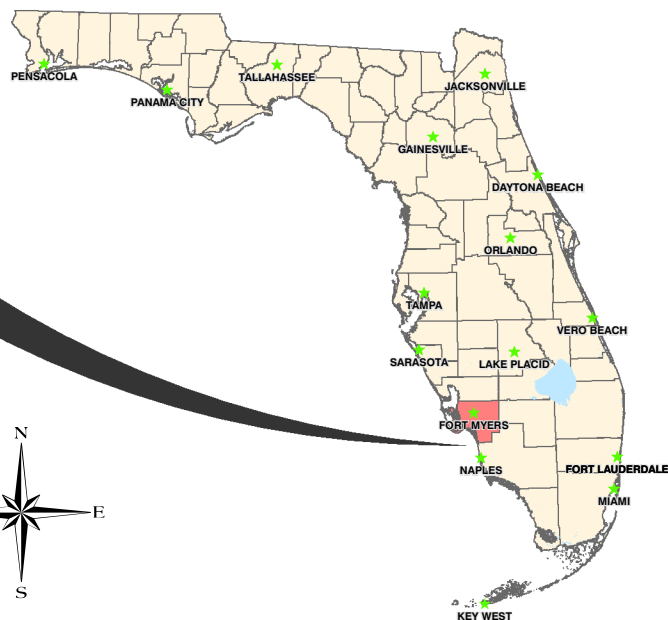 PENSACOLA
PANAMA CITY
TALLAHASSEE
JACKSONVILLE
GAINESVILLE
DAYTONA BEACH
ORLANDO
TAMPA
VERO BEACH
SARASOTA
LAKE PLACID
FORT MYERS
NAPLES
FORT LAUDERDALE
MIAMI
KEY WEST
N
E
S